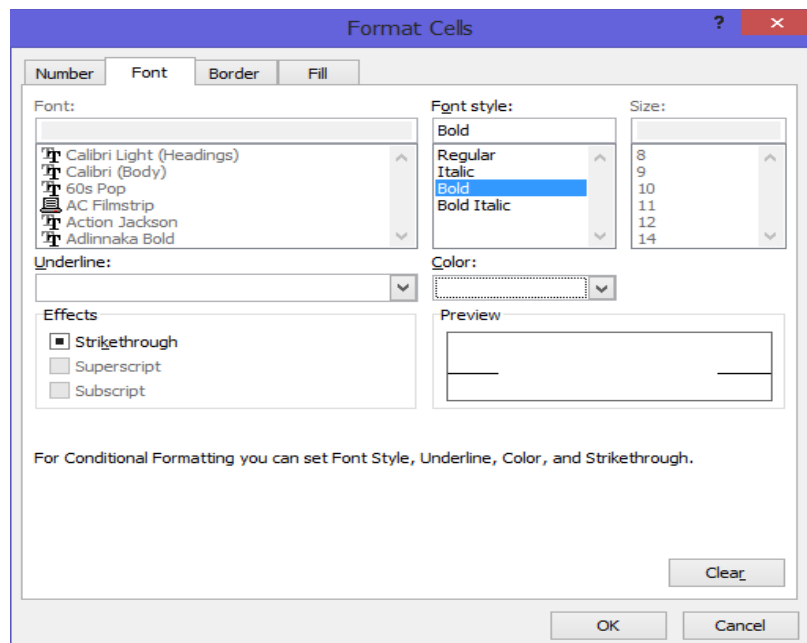 Format Cells
?
Number Font Border Fill
Font: Font style: Size:
Bold
Calibri Light (Headings) Regular 8
Calibri (Body) Italic 9
60s Pop Bold 10
AC Filmstrip Bold Italic 11
Action Jackson 12
Adlinnaka Bold 14
Underline: Color:
Effects Preview
Strikethrough
Superscript
Subscript
For Conditional Formatting you can set Font Style, Underline, Color, and Strikethrough.
Clear
OK Cancel